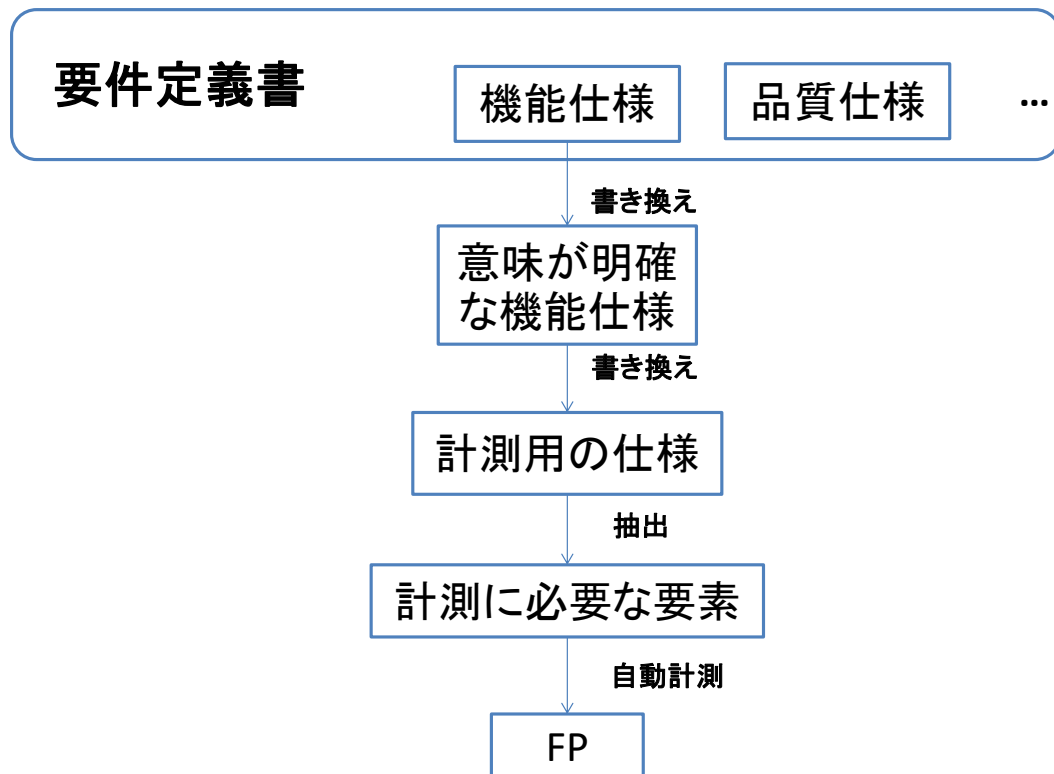 要件定義書
機能仕様
品質仕様
…
書き換え
意味が明確
な機能仕様
書き換え
計測用の仕様
抽出
計測に必要な要素
自動計測
FP